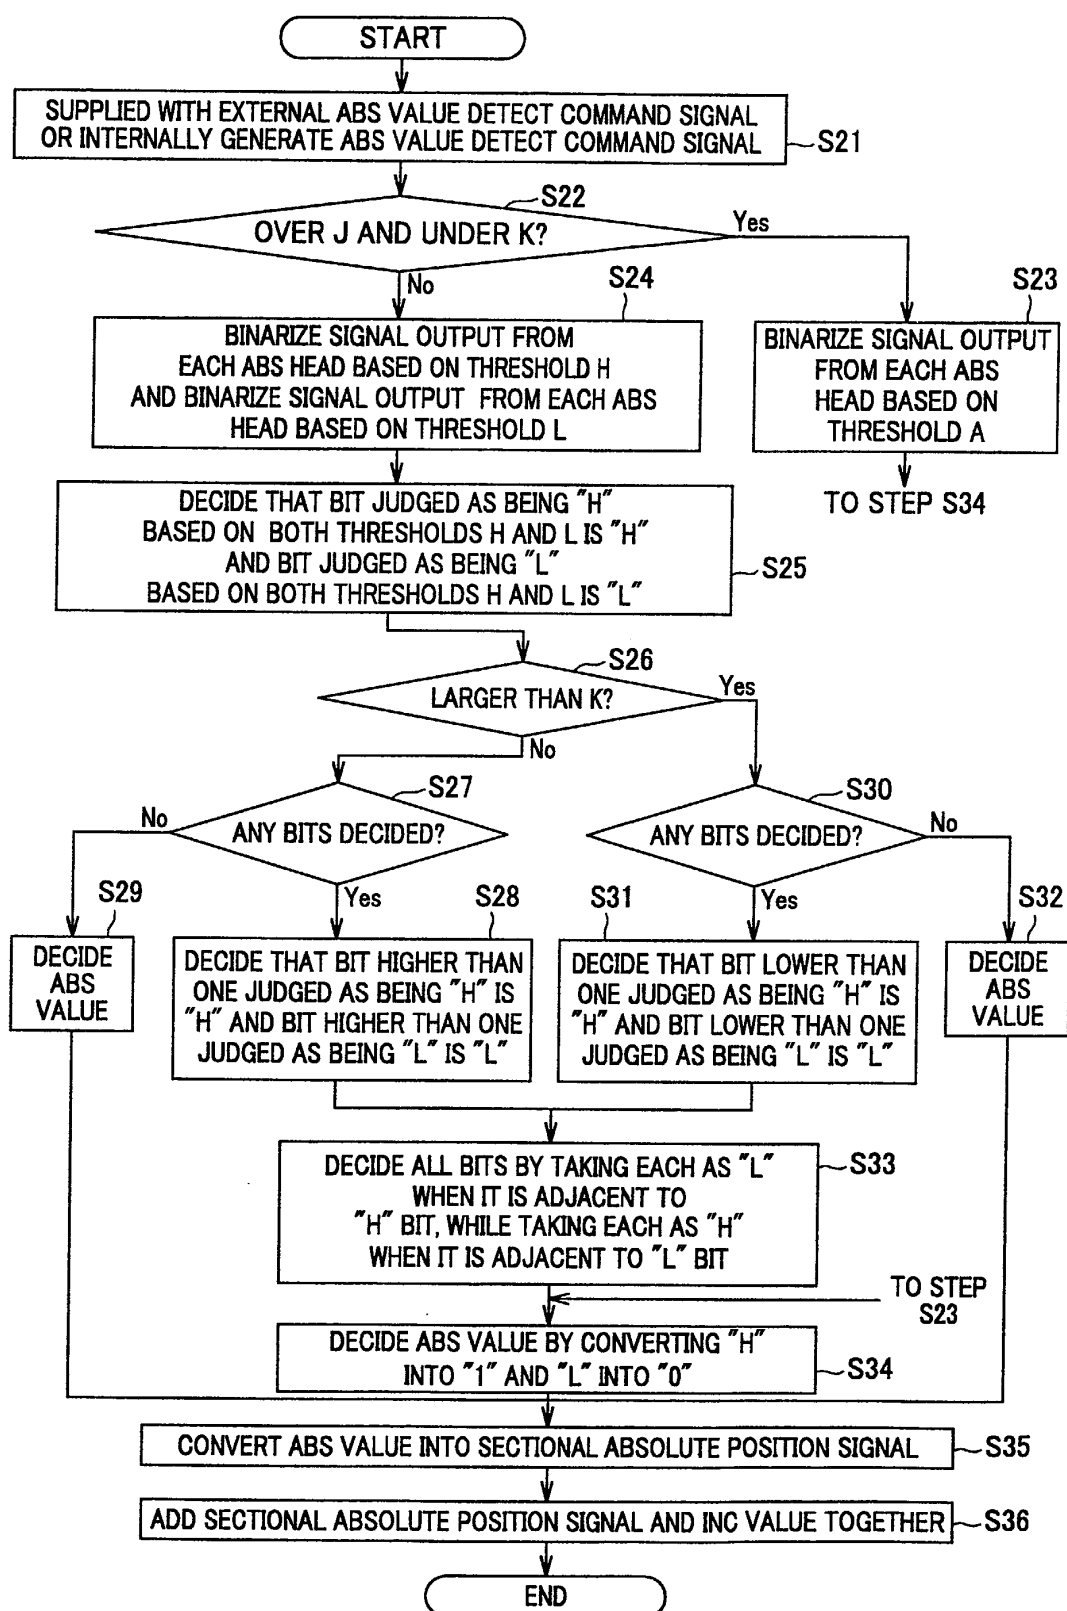 START
SUPPLIED WITH EXTERNAL ABS VALUE DETECT COMMAND SIGNAL
OR INTERNALLY GENERATE ABS VALUE DETECT COMMAND SIGNAL
S21
S22
OVER J AND UNDER K?
Yes
No
S24
BINARIZE SIGNAL OUTPUT FROM
EACH ABS HEAD BASED ON THRESHOLD H
AND BINARIZE SIGNAL OUTPUT FROM EACH ABS
HEAD BASED ON THRESHOLD L
S23
BINARIZE SIGNAL OUTPUT
FROM EACH ABS
HEAD BASED ON
THRESHOLD A
TO STEP S34
DECIDE THAT BIT JUDGED AS BEING "H"
BASED ON BOTH THRESHOLDS H AND L IS "H"
AND BIT JUDGED AS BEING "L"
BASED ON BOTH THRESHOLDS H AND L IS "L"
S25
S26
LARGER THAN K?
Yes
No
S27
ANY BITS DECIDED?
No
Yes
S30
ANY BITS DECIDED?
No
Yes
S29
DECIDE
ABS
VALUE
S28
DECIDE THAT BIT HIGHER THAN
ONE JUDGED AS BEING "H" IS
"H" AND BIT HIGHER THAN ONE
JUDGED AS BEING "L" IS "L"
S31
DECIDE THAT BIT LOWER THAN
ONE JUDGED AS BEING "H" IS
"H" AND BIT LOWER THAN ONE
JUDGED AS BEING "L" IS "L"
S32
DECIDE
ABS
VALUE
DECIDE ALL BITS BY TAKING EACH AS "L"
WHEN IT IS ADJACENT TO
"H" BIT, WHILE TAKING EACH AS "H"
WHEN IT IS ADJACENT TO "L" BIT
S33
TO STEP
S23
DECIDE ABS VALUE BY CONVERTING "H"
INTO "1" AND "L" INTO "0"
S34
CONVERT ABS VALUE INTO SECTIONAL ABSOLUTE POSITION SIGNAL
S35
ADD SECTIONAL ABSOLUTE POSITION SIGNAL AND INC VALUE TOGETHER
S36
END